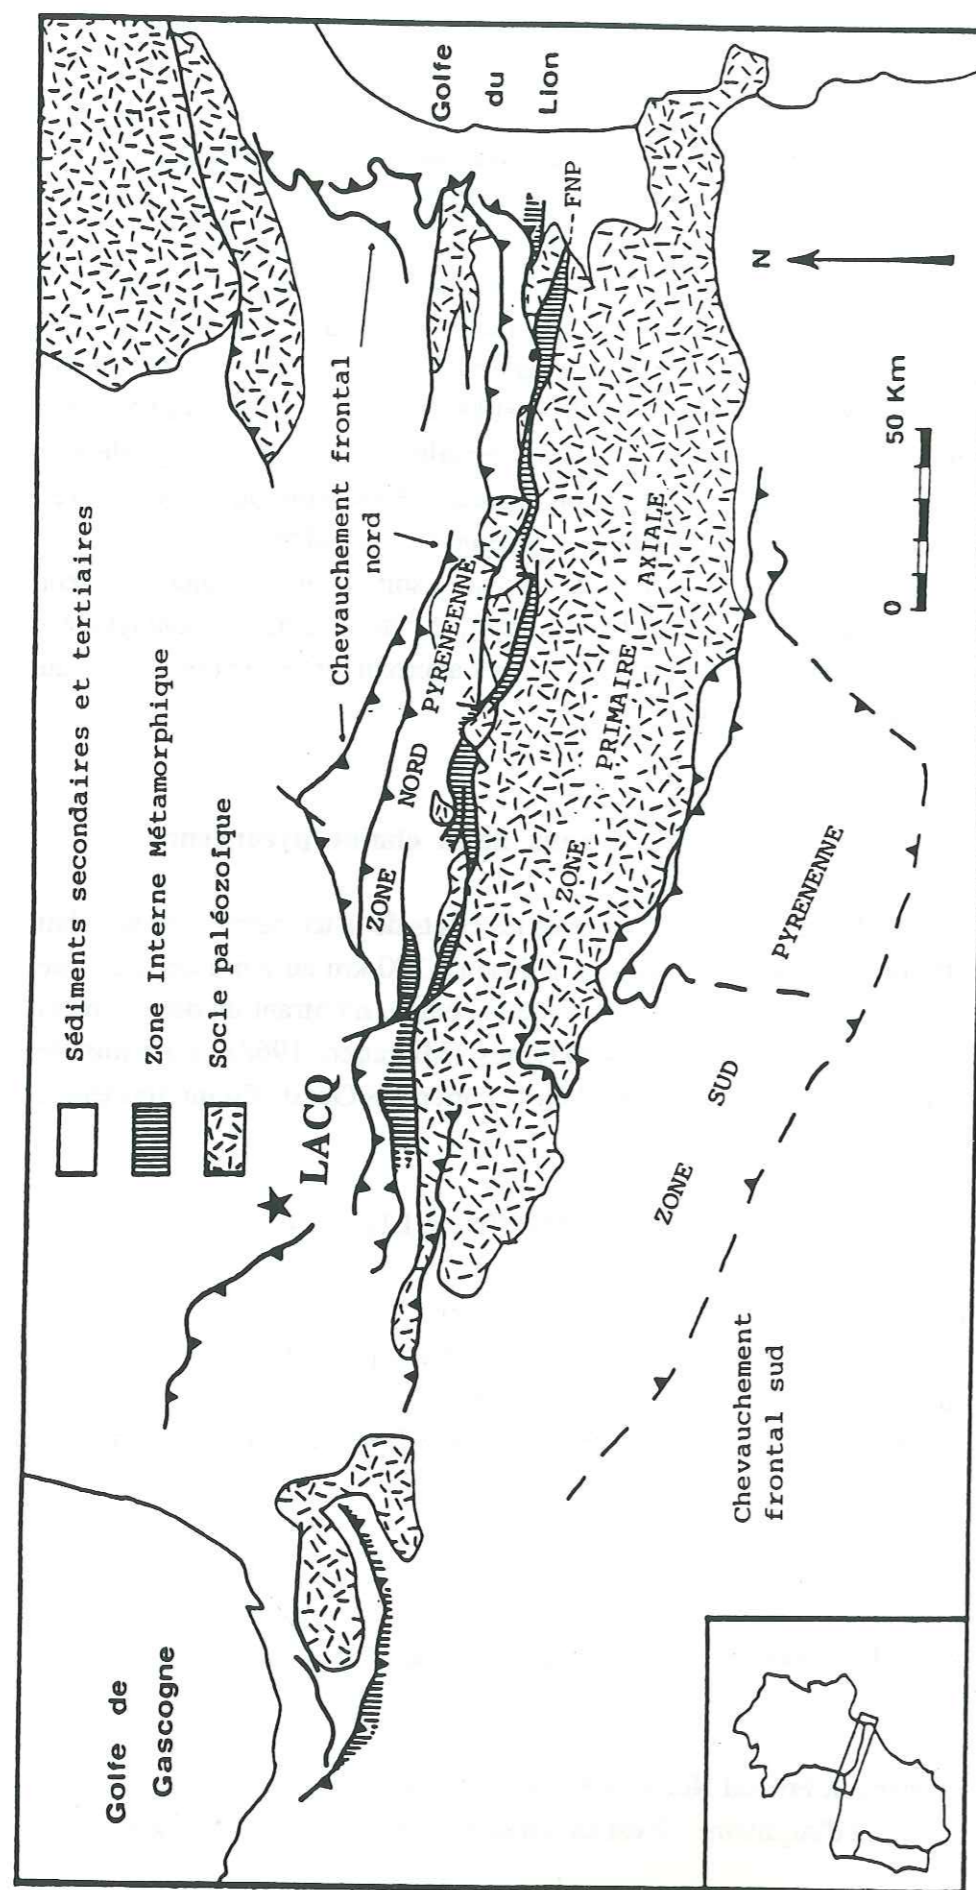 Golfe de
Gascogne
Sédiments secondaires et tertiaires
Zone Interne Métamorphique
Socle paléozoïque
LACQ
Chevauchement frontal
nord
Golfe
du
Lion
FNP
ZONE NORD PYRENEENNE
ZONE PRIMAIRE AXIALE
ZONE SUD PYRENENNE
Chevauchement
frontal sud
N
0 50 Km